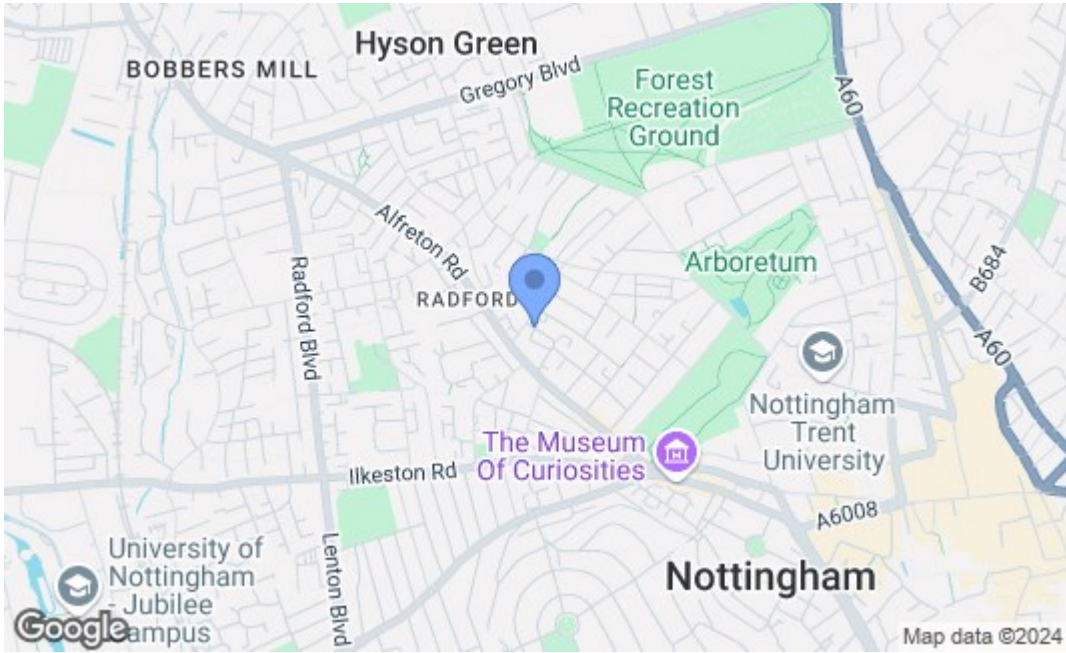 Hyson Green
BOBBERS MILL
Gregory Blvd
Forest
Recreation
Ground
A60
Alfreton Rd
Arboretum
B684
RADFORD
Radford Blvd
A60
Nottingham
Trent
University
The Museum
Of Curiosities
Ilkeston Rd
A6008
University of
Nottingham
- Jubilee
Campus
Lenton Blvd
Nottingham
Google
Map data ©2024